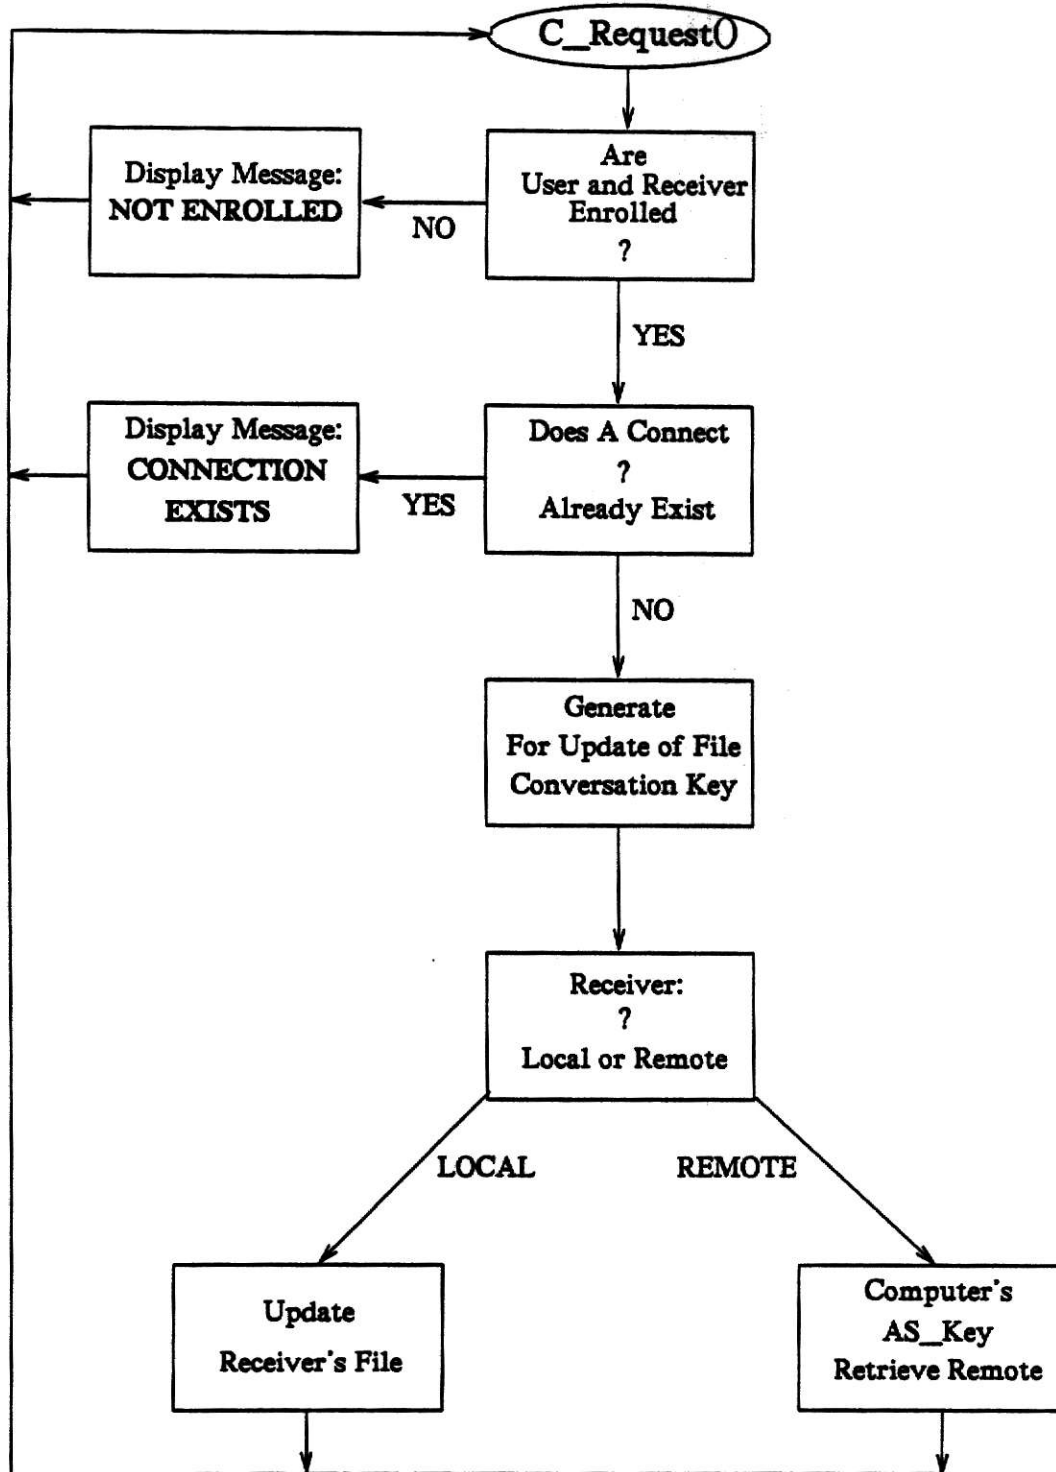 C_Request()
Display Message:
NOT ENROLLED
NO
Are
User and Receiver
Enrolled
?
YES
Display Message:
CONNECTION
EXISTS
YES
Does A Connect
?
Already Exist
NO
Generate
For Update of File
Conversation Key
Receiver:
?
Local or Remote
LOCAL
REMOTE
Update
Receiver's File
Computer's
AS_Key
Retrieve Remote